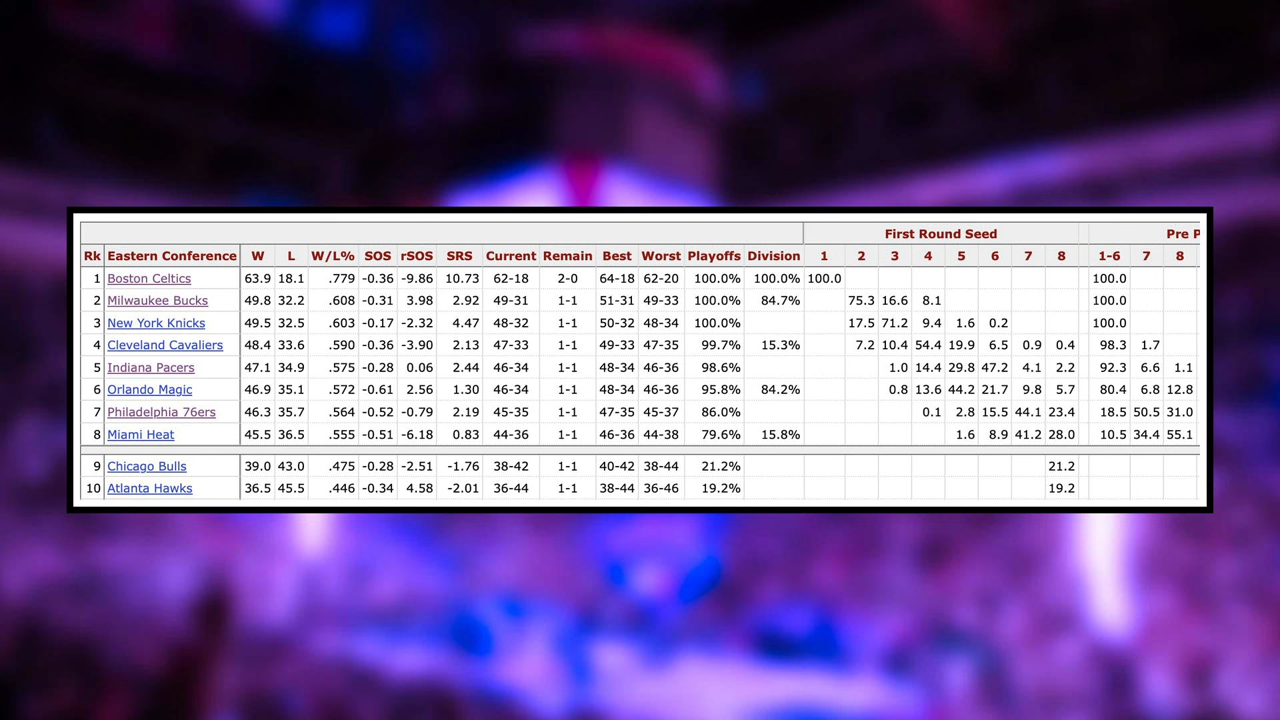 First Round Seed Pre P
Rk Eastern Conference W L W/L% SOS rSOS SRS Current Remain Best Worst Playoffs Division 1 2 3 4 5 6 7 8 1-6 7 8
1 Boston Celtics 63.9 18.1 .779 -0.36 -9.86 10.73 62-18 2-0 64-18 62-20 100.0% 100.0% 100.0 100.0
2 Milwaukee Bucks 49.8 32.2 .608 -0.31 3.98 2.92 49-31 1-1 51-31 49-33 100.0% 84.7% 75.3 16.6 8.1 100.0
3 New York Knicks 49.5 32.5 .603 -0.17 -2.32 4.47 48-32 1-1 50-32 48-34 100.0% 17.5 71.2 9.4 1.6 0.2 100.0
4 Cleveland Cavaliers 48.4 33.6 .590 -0.36 -3.90 2.13 47-33 1-1 49-33 47-35 99.7% 15.3% 7.2 10.4 54.4 19.9 6.5 0.9 0.4 98.3 1.7
5 Indiana Pacers 47.1 34.9 .575 -0.28 0.06 2.44 46-34 1-1 48-34 46-36 98.6% 1.0 14.4 29.8 47.2 4.1 2.2 92.3 6.6 1.1
6 Orlando Magic 46.9 35.1 .572 -0.61 2.56 1.30 46-34 1-1 48-34 46-36 95.8% 84.2% 0.8 13.6 44.2 21.7 9.8 5.7 80.4 6.8 12.8
7 Philadelphia 76ers 46.3 35.7 .564 -0.52 -0.79 2.19 45-35 1-1 47-35 45-37 86.0% 0.1 2.8 15.5 44.1 23.4 18.5 50.5 31.0
8 Miami Heat 45.5 36.5 .555 -0.51 -6.18 0.83 44-36 1-1 46-36 44-38 79.6% 15.8% 1.6 8.9 41.2 28.0 10.5 34.4 55.1
9 Chicago Bulls 39.0 43.0 .475 -0.28 -2.51 -1.76 38-42 1-1 40-42 38-44 21.2% 21.2
10 Atlanta Hawks 36.5 45.5 .446 -0.34 4.58 -2.01 36-44 1-1 38-44 36-46 19.2% 19.2